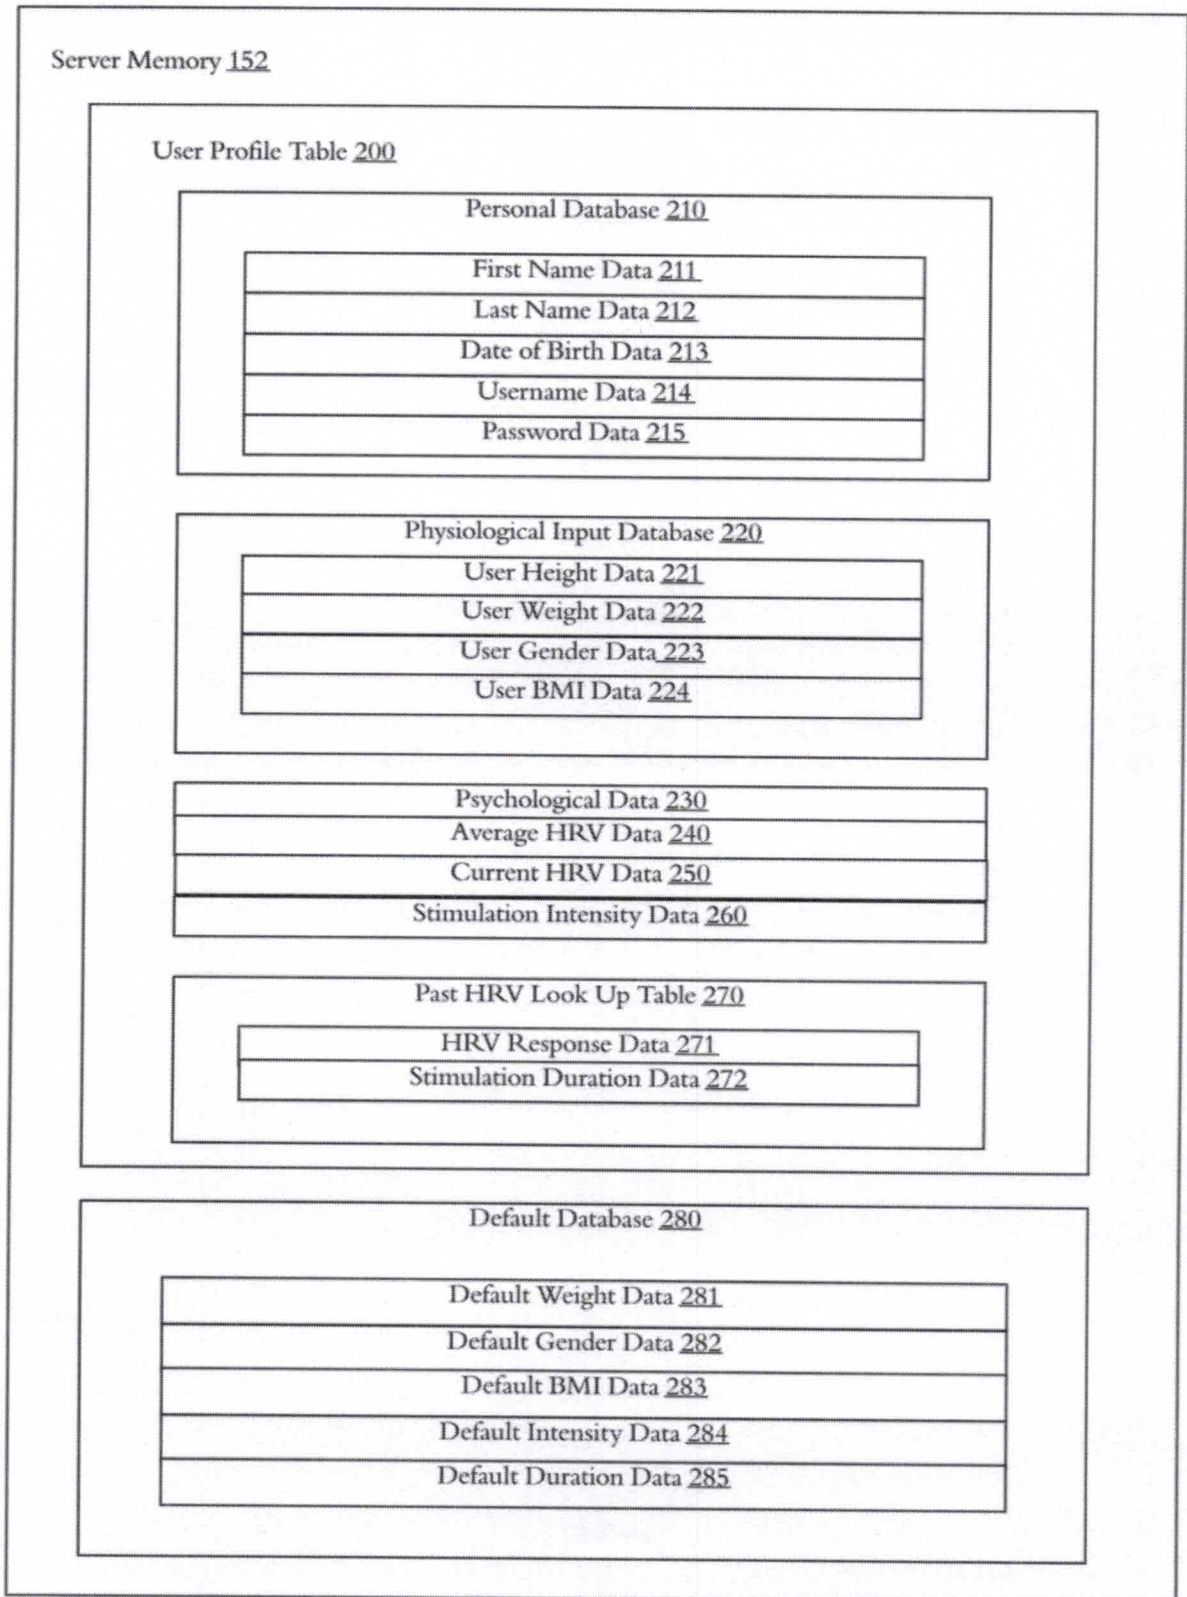 Server Memory 152
User Profile Table 200
Personal Database 210
First Name Data 211
Last Name Data 212
Date of Birth Data 213
Username Data 214
Password Data 215
Physiological Input Database 220
User Height Data 221
User Weight Data 222
User Gender Data 223
User BMI Data 224
Psychological Data 230
Average HRV Data 240
Current HRV Data 250
Stimulation Intensity Data 260
Past HRV Look Up Table 270
HRV Response Data 271
Stimulation Duration Data 272
Default Database 280
Default Weight Data 281
Default Gender Data 282
Default BMI Data 283
Default Intensity Data 284
Default Duration Data 285